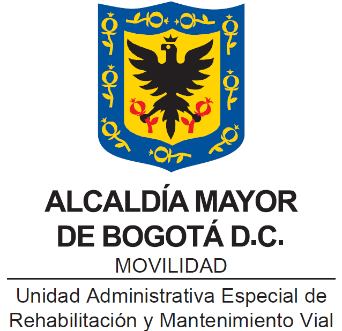 ALCALDÍA MAYOR
DE BOGOTÁ D.C.
MOVILIDAD
Unidad Administrativa Especial de
Rehabilitación y Mantenimiento Vial